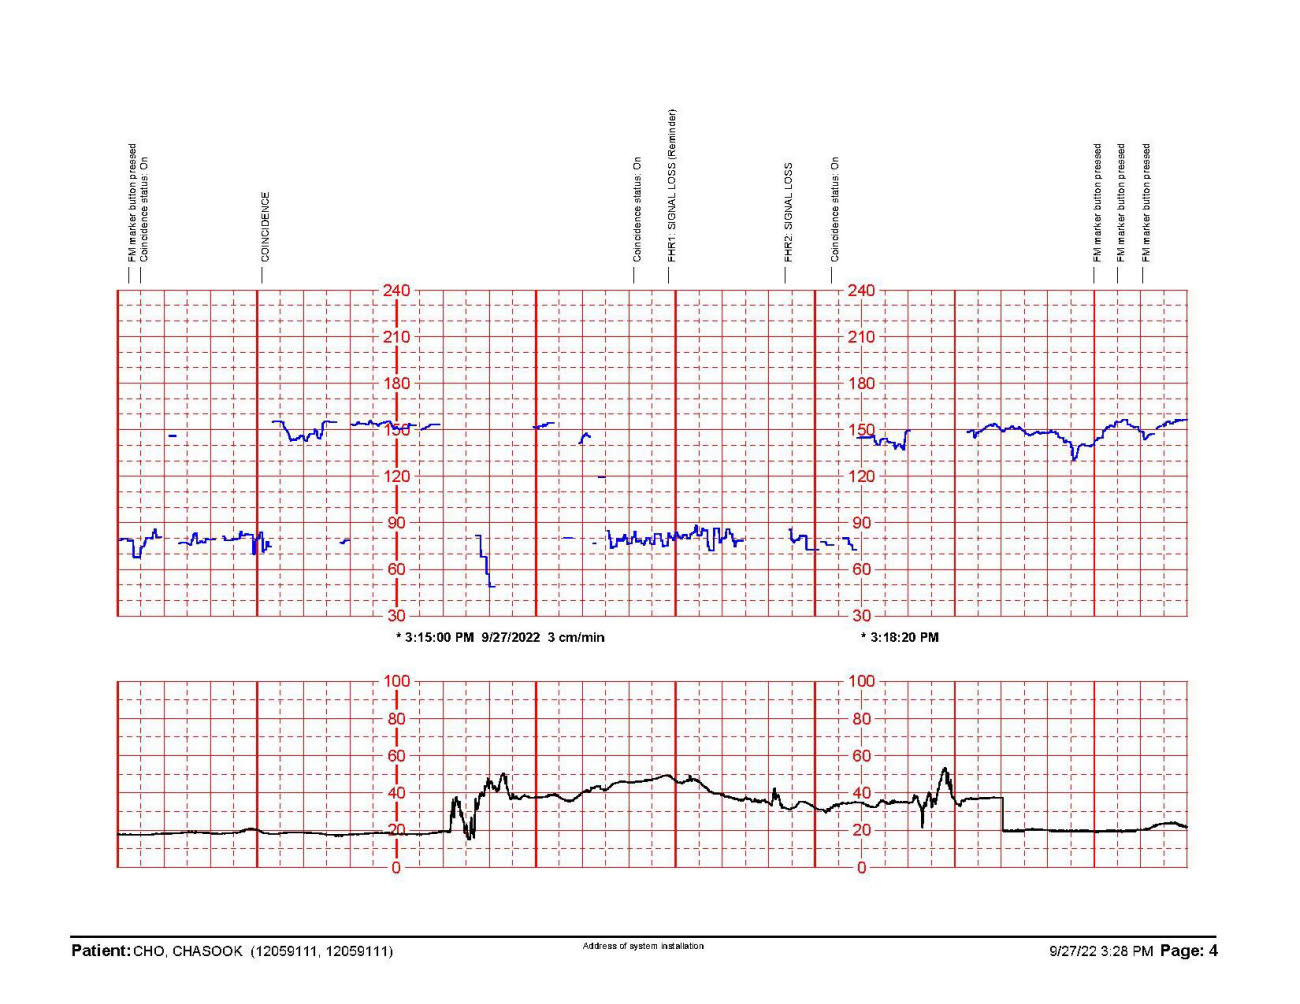 FM marker button pressed
Coincidence status: On
COINCIDENCE
Coincidence status: On
FHR1: SIGNAL LOSS (Reminder)
FHR2: SIGNAL LOSS
Coincidence status: On
FM marker button pressed
FM marker button pressed
FM marker button pressed
240 240
210 210
180 180
150 150
120 120
90 90
60 60
30 30
* 3:15:00 PM 9/27/2022 3 cm/min * 3:18:20 PM
100 100
80 80
60 60
40 40
20 20
0 0
Patient: CHO, CHASOOK (12059111, 12059111) Address of system installation 9/27/22 3:28 PM Page: 4